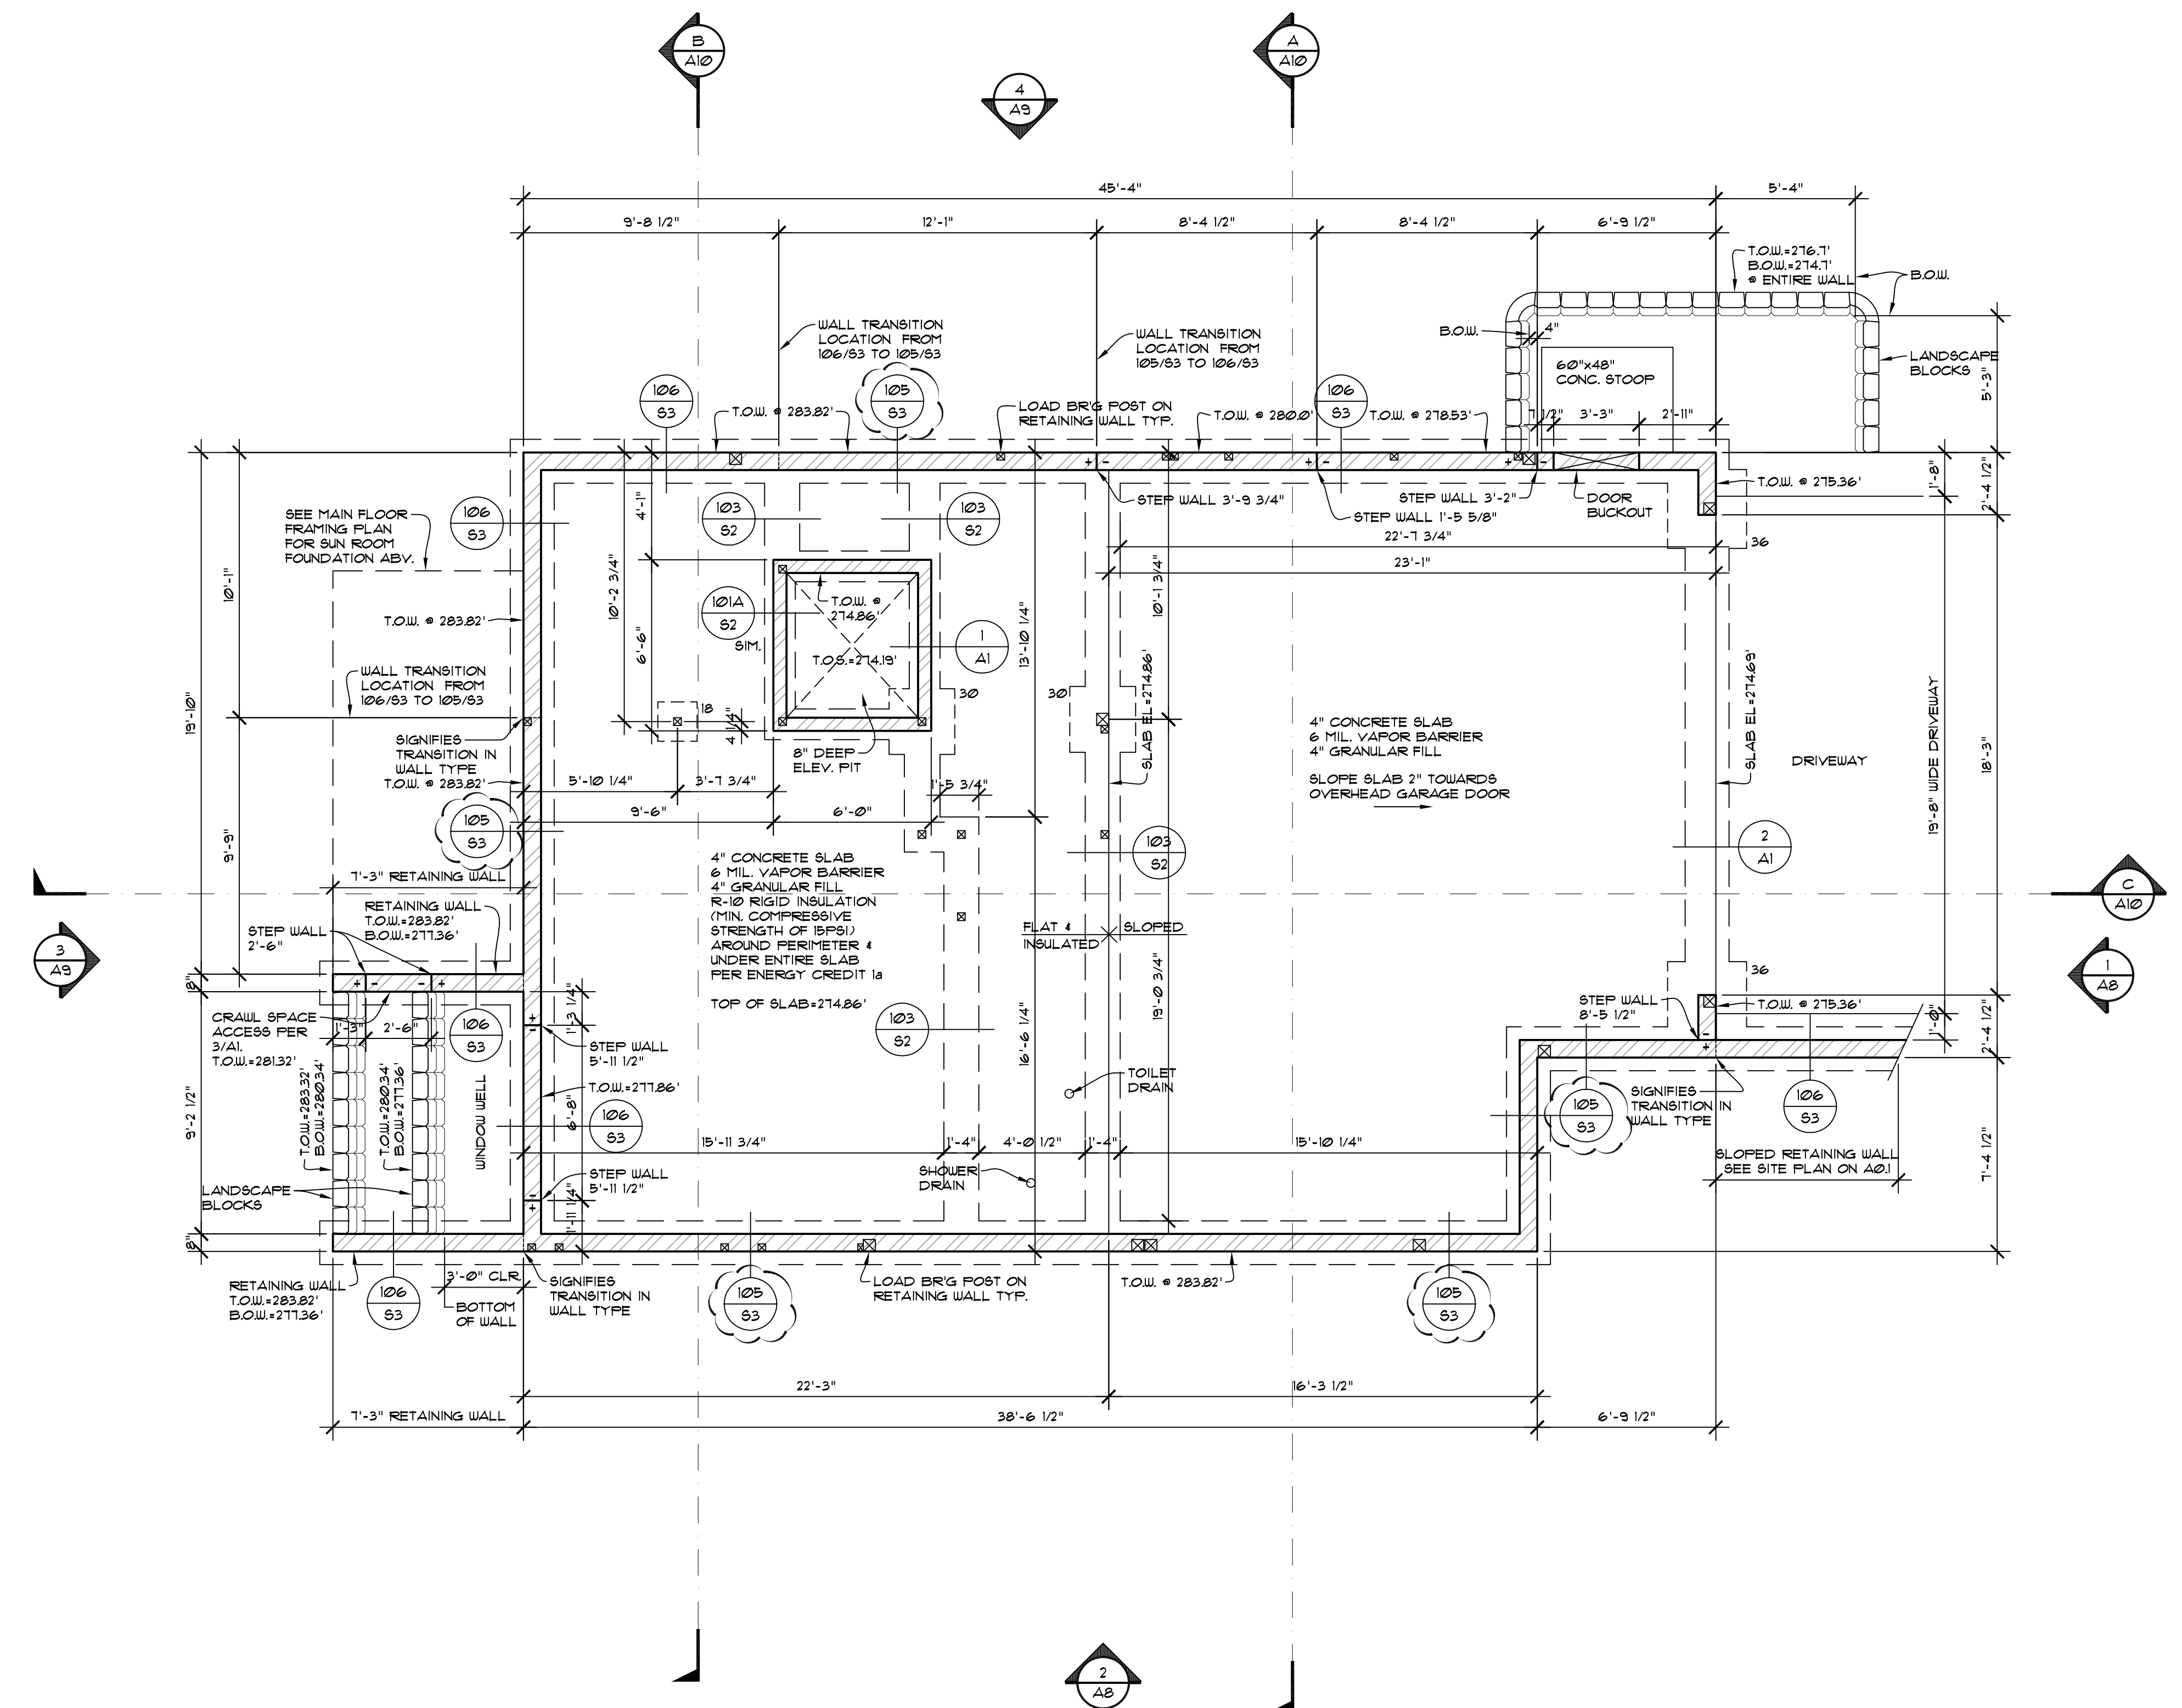 B
A10
A
A10
4
A9
45'-4"
5'-4"
9'-8 1/2"
12'-1"
8'-4 1/2"
8'-4 1/2"
6'-9 1/2"
T.O.W.=276.7'
B.O.W.=274.7'
@ ENTIRE WALL
B.O.W.
WALL TRANSITION
LOCATION FROM
106/S3 TO 105/S3
WALL TRANSITION
LOCATION FROM
105/S3 TO 106/S3
B.O.W.
4"
60"x48"
CONC. STOOP
LANDSCAPE
BLOCKS
5'-3"
106
S3
105
S3
106
S3
T.O.W. @ 283.82'
LOAD BR'G POST ON
RETAINING WALL TYP.
T.O.W. @ 280.0'
T.O.W. @ 278.53'
7 1/2"
3'-3"
2'-11"
STEP WALL 3'-9 3/4"
STEP WALL 3'-2"
STEP WALL 1'-5 5/8"
DOOR
BUCKOUT
T.O.W. @ 275.36'
1'-8"
2'-4 1/2"
22'-7 3/4"
23'-1"
36
SEE MAIN FLOOR
FRAMING PLAN
FOR SUN ROOM
FOUNDATION ABV.
106
S3
4'-1"
103
S2
103
S2
10'-1"
10'-2 3/4"
6'-6"
101A
S2
SIM.
T.O.W. @
274.86'
T.O.S.=274.19'
1
A1
13'-10 1/4"
10'-1 3/4"
T.O.W. @ 283.82'
WALL TRANSITION
LOCATION FROM
106/S3 TO 105/S3
19'-10"
30
30
18
4 1/4"
SLAB EL=274.86'
SLAB EL=274.69'
4" CONCRETE SLAB
6 MIL. VAPOR BARRIER
4" GRANULAR FILL
SLOPE SLAB 2" TOWARDS
OVERHEAD GARAGE DOOR
DRIVEWAY
19'-8" WIDE DRIVEWAY
18'-3"
SIGNIFIES
TRANSITION IN
WALL TYPE
T.O.W. @ 283.82'
8" DEEP
ELEV. PIT
5'-10 1/4"
3'-7 3/4"
1'-5 3/4"
9'-6"
6'-0"
105
S3
9'-9"
103
S2
2
A1
4" CONCRETE SLAB
6 MIL. VAPOR BARRIER
4" GRANULAR FILL
R-10 RIGID INSULATION
(MIN. COMPRESSIVE
STRENGTH OF 15PSI)
AROUND PERIMETER &
UNDER ENTIRE SLAB
PER ENERGY CREDIT 1a
TOP OF SLAB=274.86'
7'-3" RETAINING WALL
RETAINING WALL
T.O.W.=283.82'
B.O.W.=277.36'
STEP WALL
2'-6"
FLAT &
INSULATED
SLOPED
C
A10
3
A9
1
A8
8"
36
CRAWL SPACE
ACCESS PER
3/A1.
T.O.W.=281.32'
1'-3"
2'-6"
106
S3
1'-3 1/4"
STEP WALL
5'-11 1/2"
103
S2
16'-6 1/4"
19'-0 3/4"
STEP WALL
8'-5 1/2"
T.O.W. @ 275.36'
1'-0"
2'-4 1/2"
T.O.W.=283.32'
B.O.W.=280.34'
T.O.W.=280.34'
B.O.W.=277.36'
WINDOW WELL
9'-2 1/2"
T.O.W.=277.86'
6'-8"
106
S3
TOILET
DRAIN
105
S3
SIGNIFIES
TRANSITION IN
WALL TYPE
106
S3
15'-11 3/4"
1'-4"
4'-0 1/2"
1'-4"
15'-10 1/4"
SLOPED RETAINING WALL
SEE SITE PLAN ON A0.1
7'-4 1/2"
SHOWER
DRAIN
STEP WALL
5'-11 1/2"
1'-11 1/4"
LANDSCAPE
BLOCKS
8"
RETAINING WALL
T.O.W.=283.82'
B.O.W.=277.36'
106
S3
3'-0" CLR.
BOTTOM
OF WALL
SIGNIFIES
TRANSITION IN
WALL TYPE
105
S3
LOAD BR'G POST ON
RETAINING WALL TYP.
T.O.W. @ 283.82'
105
S3
22'-3"
16'-3 1/2"
7'-3" RETAINING WALL
38'-6 1/2"
6'-9 1/2"
2
A8